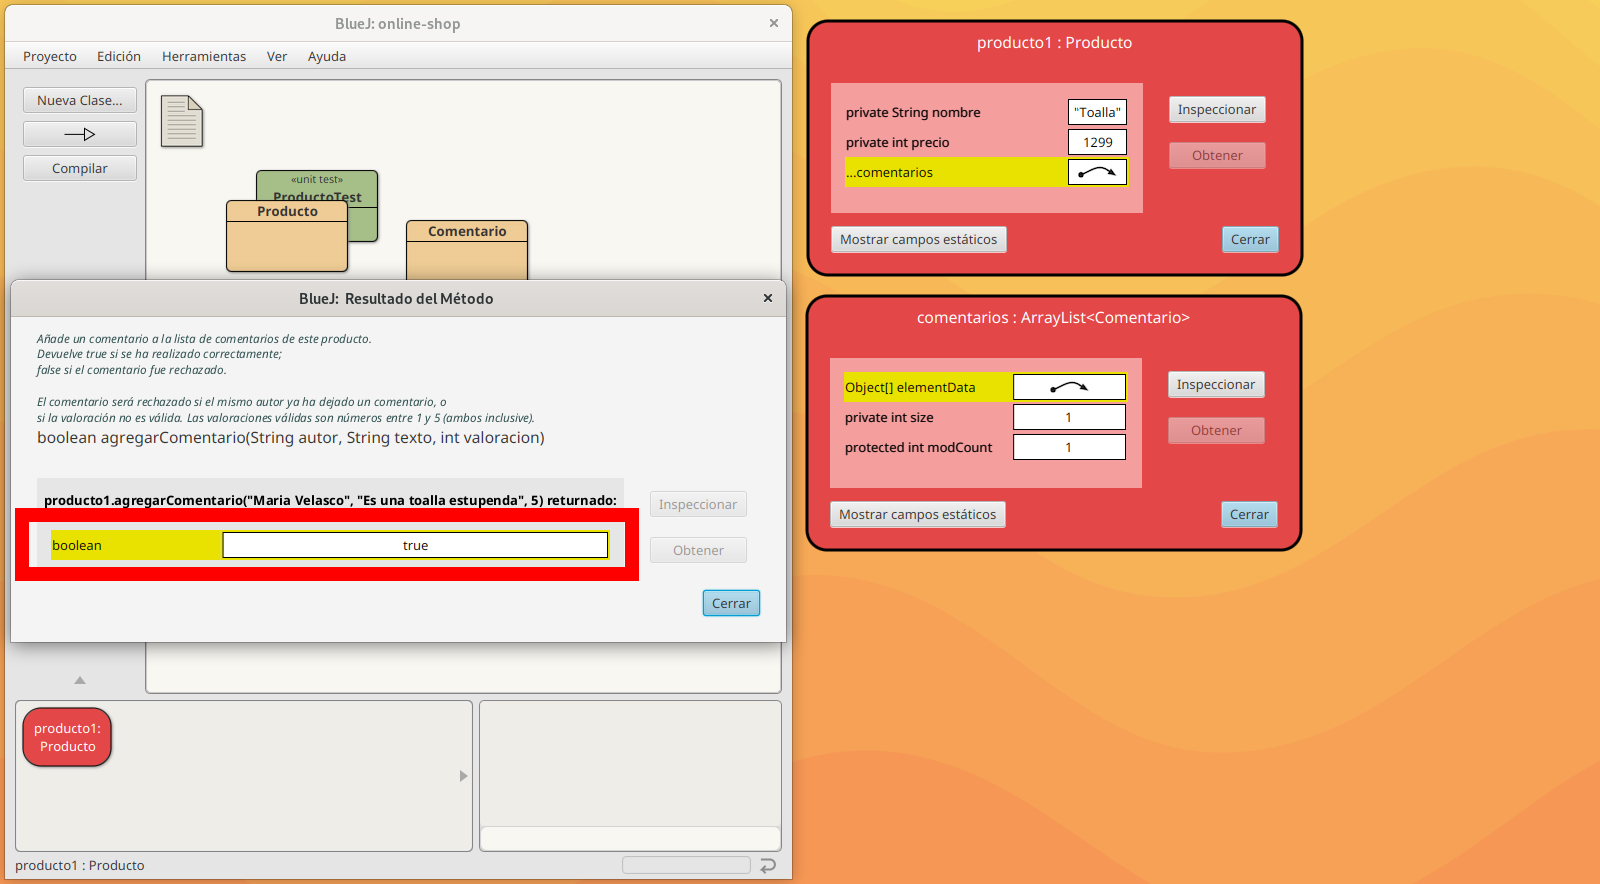 BlueJ: online-shop
Proyecto Edición Herramientas Ver Ayuda
Nueva Clase...
Compilar
«unit test»
ProductoTest
Producto
Comentario
BlueJ: Resultado del Método
Añade un comentario a la lista de comentarios de este producto.
Devuelve true si se ha realizado correctamente;
false si el comentario fue rechazado.
El comentario será rechazado si el mismo autor ya ha dejado un comentario, o
si la valoración no es válida. Las valoraciones válidas son números entre 1 y 5 (ambos inclusive).
boolean agregarComentario(String autor, String texto, int valoracion)
producto1.agregarComentario("Maria Velasco", "Es una toalla estupenda", 5) returnado:
boolean true
Inspeccionar
Obtener
Cerrar
producto1:
Producto
producto1 : Producto
producto1 : Producto
private String nombre "Toalla"
private int precio 1299
...comentarios
Inspeccionar
Obtener
Mostrar campos estáticos
Cerrar
comentarios : ArrayList<Comentario>
Object[] elementData
private int size 1
protected int modCount 1
Inspeccionar
Obtener
Mostrar campos estáticos
Cerrar